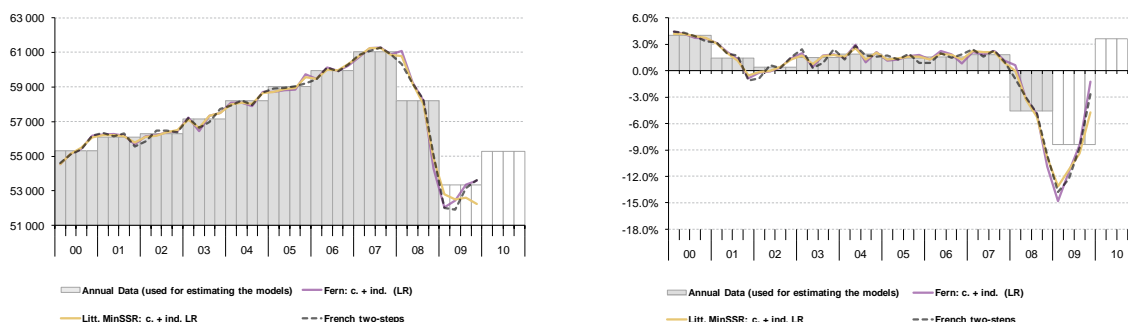 63 000
61 000
59 000
57 000
55 000
53 000
51 000
00 01 02 03 04 05 06 07 08 09 10
Annual Data (used for estimating the models)
Fern: c. + ind. (LR)
Litt. MinSSR: c. + ind. LR
French two-steps
6.0%
3.0%
0.0%
-3.0%
-6.0%
-9.0%
-12.0%
-15.0%
-18.0%
00 01 02 03 04 05 06 07 08 09 10
Annual Data (used for estimating the models)
Fern: c. + ind. (LR)
Litt. MinSSR: c. + ind. LR
French two-steps